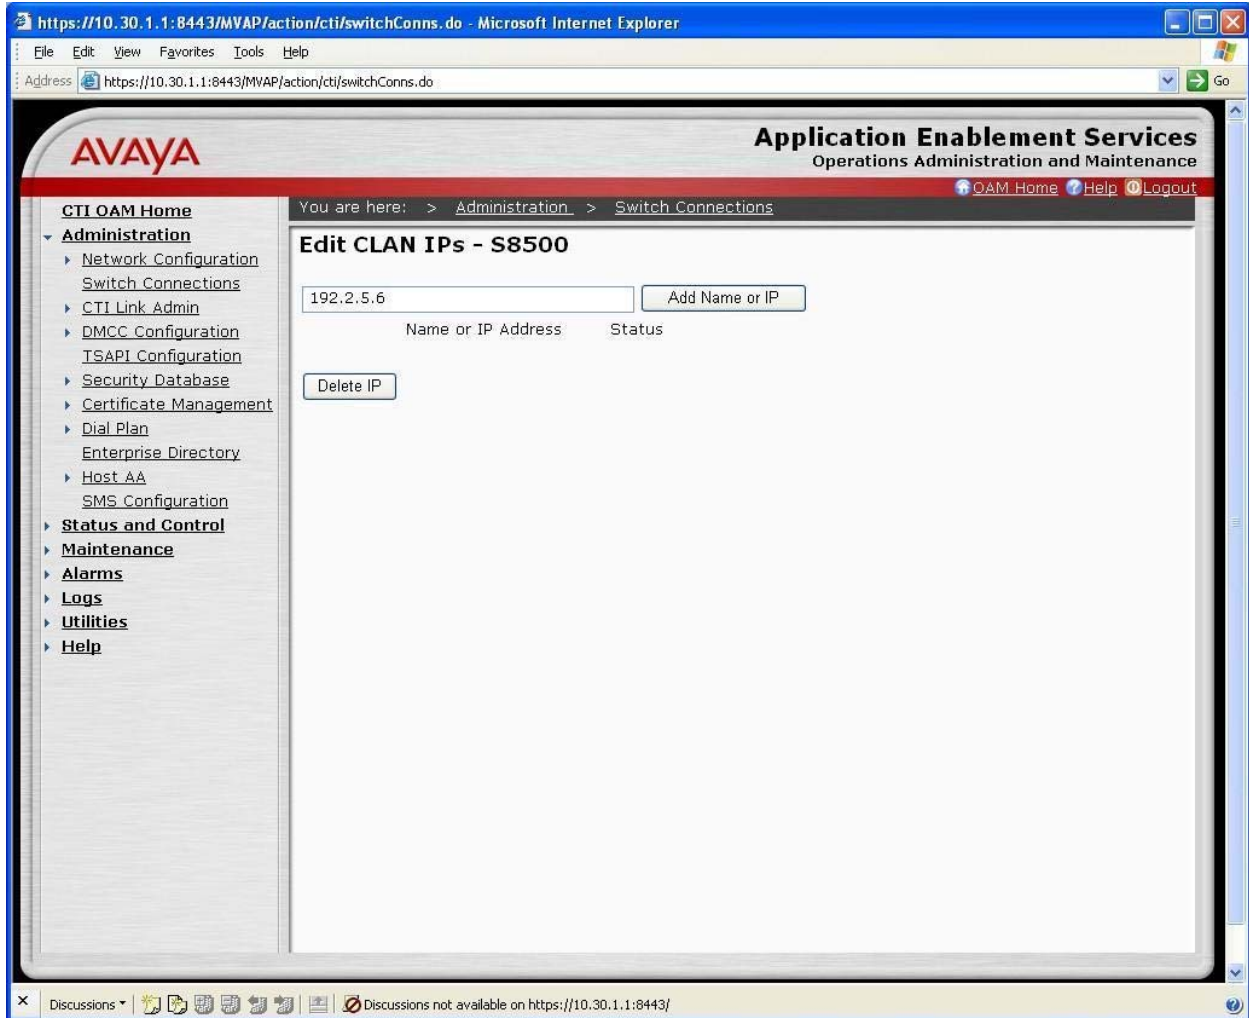 https://10.30.1.1:8443/MVAP/action/cti/switchConns.do - Microsoft Internet Explorer
File Edit View Favorites Tools Help
Address https://10.30.1.1:8443/MVAP/action/cti/switchConns.do Go
AVAYA
Application Enablement Services
Operations Administration and Maintenance
OAM Home Help Logout
You are here: > Administration > Switch Connections
CTI OAM Home
Administration
Network Configuration
Switch Connections
CTI Link Admin
DMCC Configuration
TSAPI Configuration
Security Database
Certificate Management
Dial Plan
Enterprise Directory
Host AA
SMS Configuration
Status and Control
Maintenance
Alarms
Logs
Utilities
Help
Edit CLAN IPs - S8500
192.2.5.6 Add Name or IP
Name or IP Address Status
Delete IP
Discussions Discussions not available on https://10.30.1.1:8443/